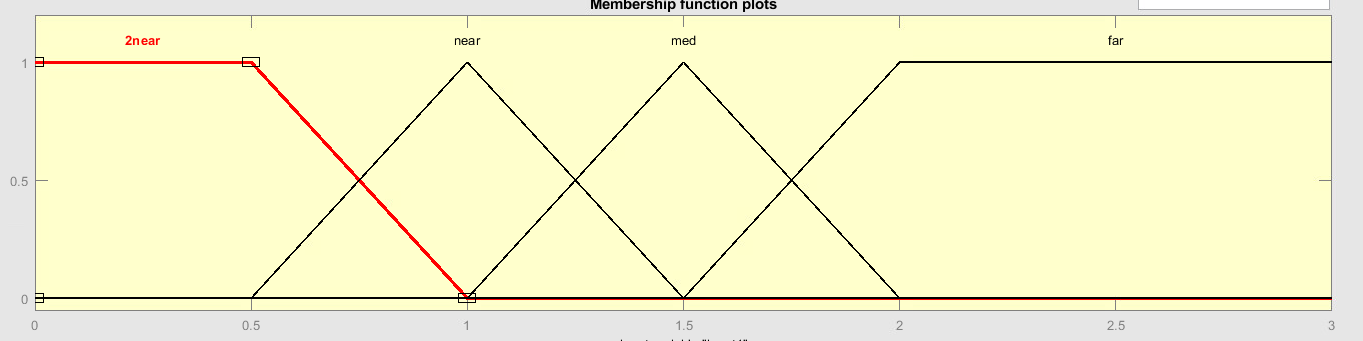 Membership function plots
2near near med far
1
0.5
0
0 0.5 1 1.5 2 2.5 3